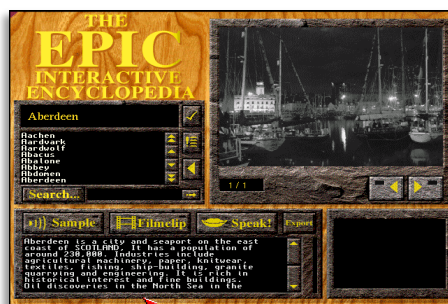 THE
EPIC
INTERACTIVE
ENCYCLOPEDIA
Aberdeen
Aachen
Aardvark
Aardwolf
Abacus
Abalone
Abbey
Abdomen
Aberdeen
Search...
1/1
Sample
Filmclip
Speak!
Export
Aberdeen is a city and seaport on the east
coast of SCOTLAND. It has a population of
around 230,000. Industries include
agricultural machinery, paper, knitwear,
textiles, fishing, ship-building, granite
quarrying and engineering. It is rich in
historical interest and fine buildings.
Oil discoveries in the North Sea in the